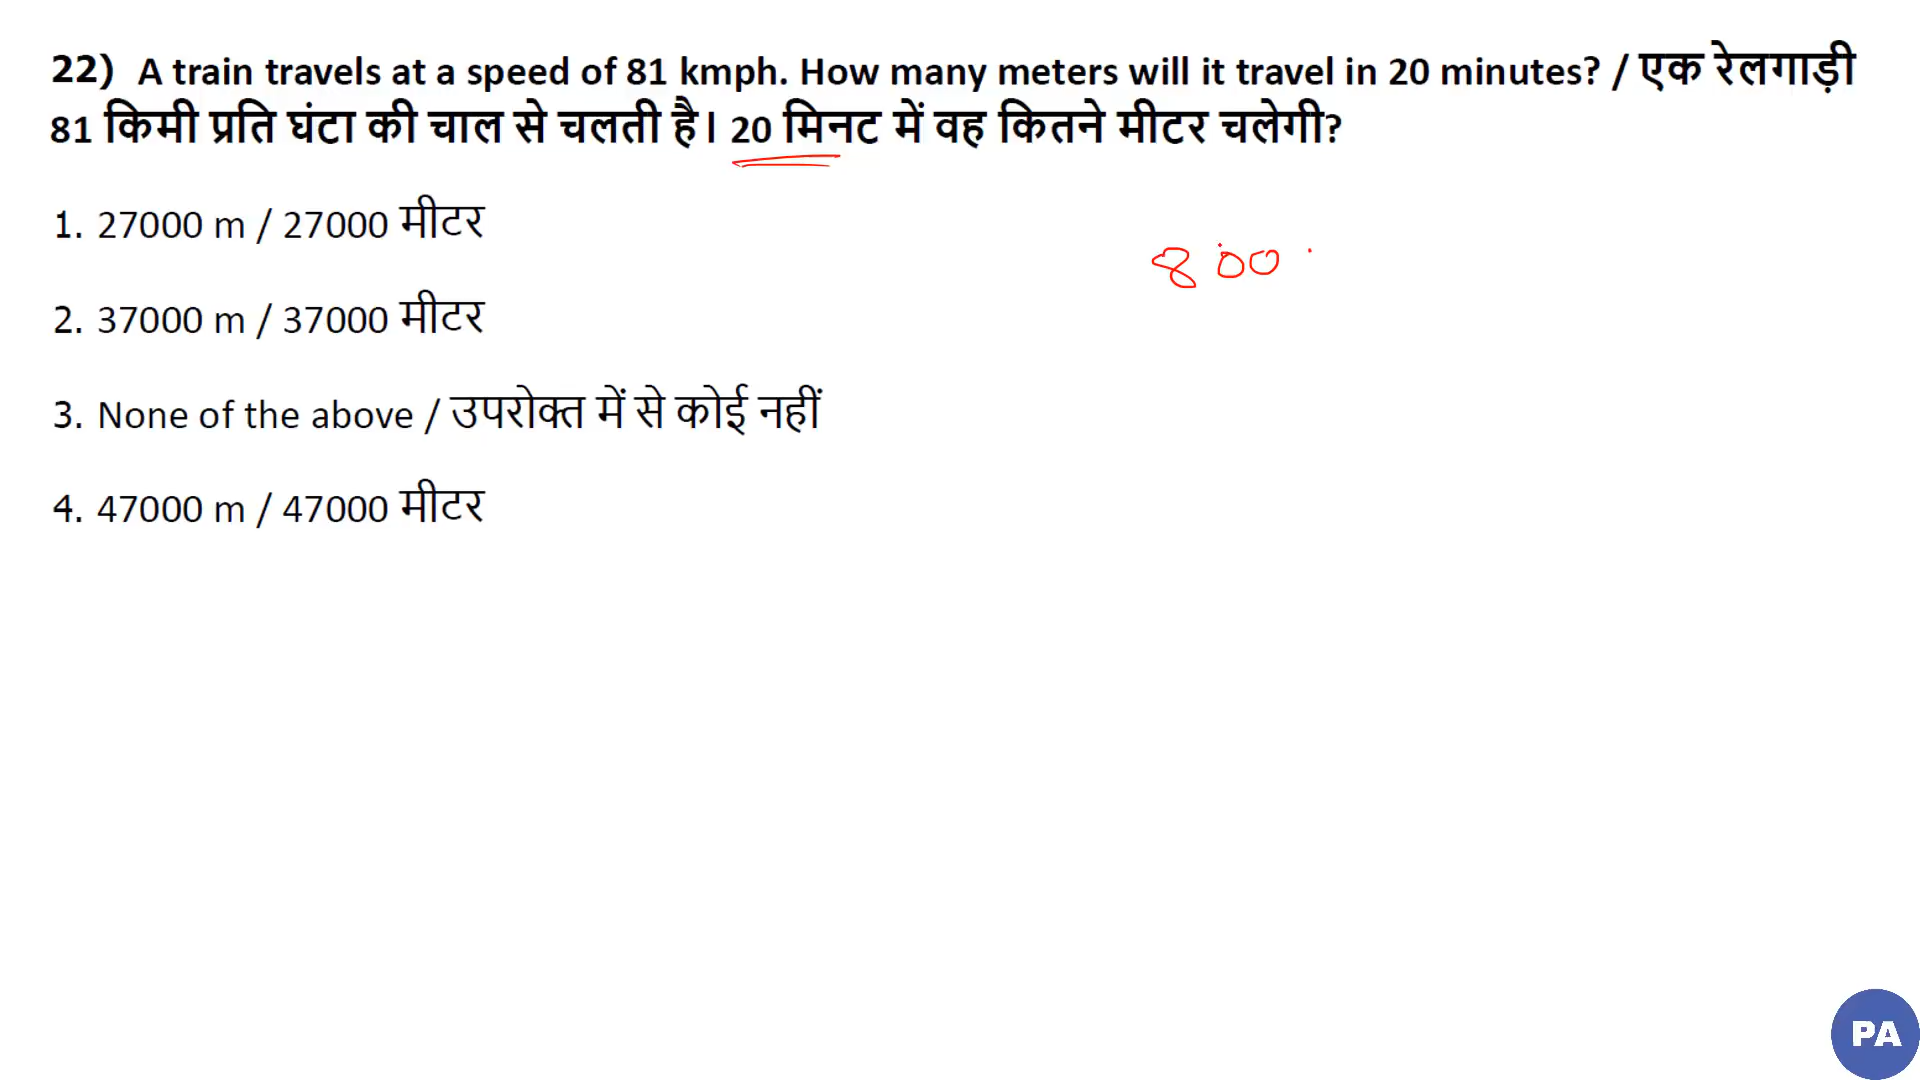 22) A train travels at a speed of 81 kmph. How many meters will it travel in 20 minutes? / एक रेलगाड़ी
81 किमी प्रति घंटा की चाल से चलती है। 20 मिनट में वह कितने मीटर चलेगी?
1. 27000 m / 27000 मीटर
800
2. 37000 m / 37000 मीटर
3. None of the above / उपरोक्त में से कोई नहीं
4. 47000 m / 47000 मीटर
PA